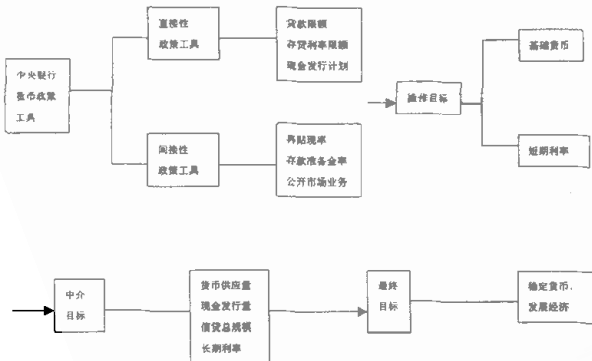 中央银行
货币政策
工具
直接性
政策工具
贷款限额
存贷利率限额
现金发行计划
间接性
政策工具
再贴现率
存款准备金率
公开市场业务
操作目标
基础货币
短期利率
中介
目标
货币供应量
现金发行量
信贷总规模
长期利率
最终
目标
稳定货币、
发展经济